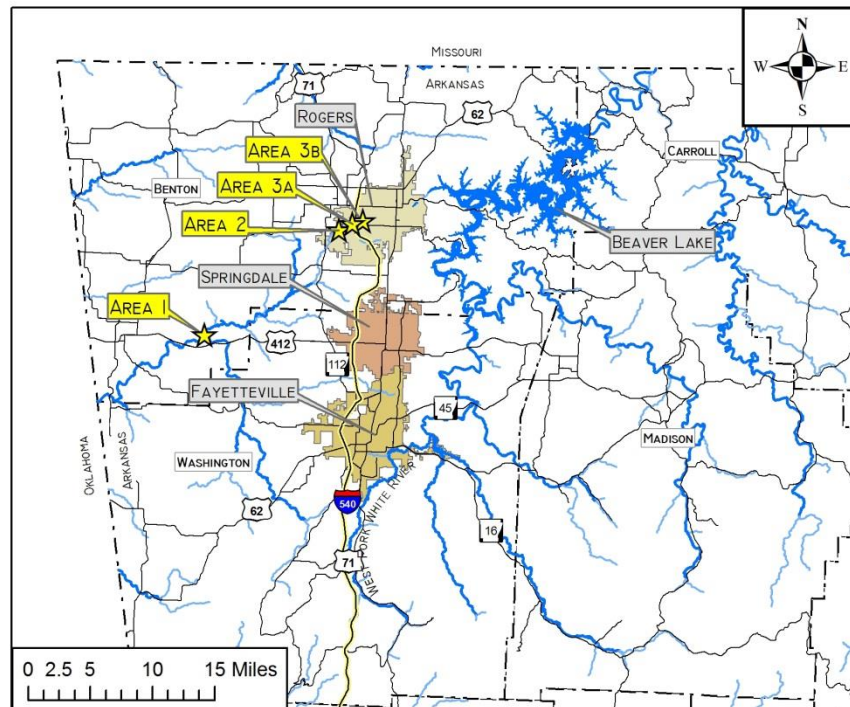 N
W E
S
MISSOURI
ARKANSAS
71
62
ROGERS
AREA 3B
CARROLL
AREA 3A
BENTON
AREA 2
BEAVER LAKE
SPRINGDALE
AREA 1
412
112
FAYETTEVILLE
45
OKLAHOMA
ARKANSAS
MADISON
WASHINGTON
WEST FORK WHITE RIVER
62
540
16
71
0 2.5 5 10 15 Miles